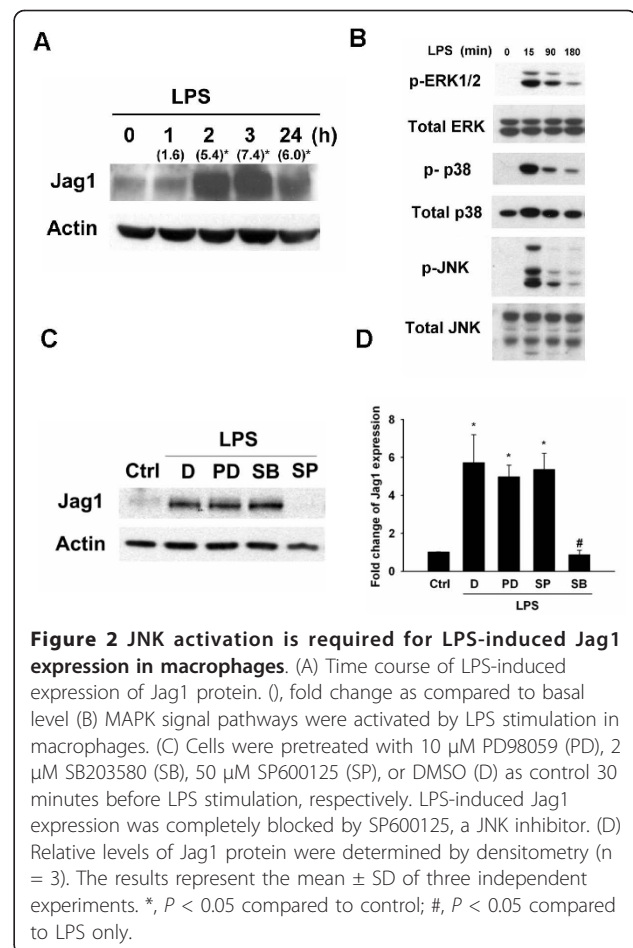 A
LPS
0 1 2 3 24 (h)
(1.6) (5.4)* (7.4)* (6.0)*
Jag1
Actin
B
LPS (min) 0 15 90 180
p-ERK1/2
Total ERK
p- p38
Total p38
p-JNK
Total JNK
C
LPS
Ctrl D PD SB SP
Jag1
Actin
D
Fold change of Jag1 expression
8
6
4
2
0
* * * #
Ctrl D PD SP SB
LPS
Figure 2 JNK activation is required for LPS-induced Jag1
expression in macrophages. (A) Time course of LPS-induced
expression of Jag1 protein. (), fold change as compared to basal
level (B) MAPK signal pathways were activated by LPS stimulation in
macrophages. (C) Cells were pretreated with 10 μM PD98059 (PD), 2
μM SB203580 (SB), 50 μM SP600125 (SP), or DMSO (D) as control 30
minutes before LPS stimulation, respectively. LPS-induced Jag1
expression was completely blocked by SP600125, a JNK inhibitor. (D)
Relative levels of Jag1 protein were determined by densitometry (n
= 3). The results represent the mean ± SD of three independent
experiments. *, P < 0.05 compared to control; #, P < 0.05 compared
to LPS only.